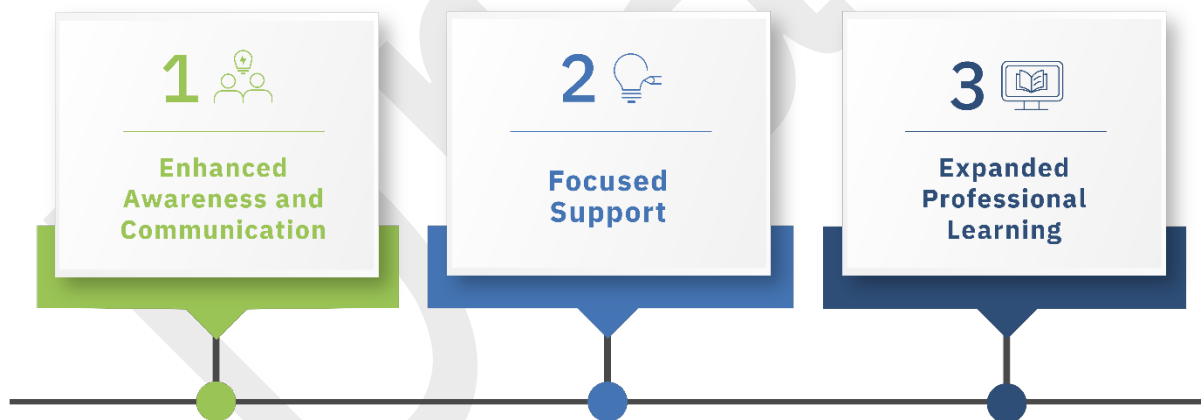 1
Enhanced
Awareness and
Communication
2
Focused
Support
3
Expanded
Professional
Learning